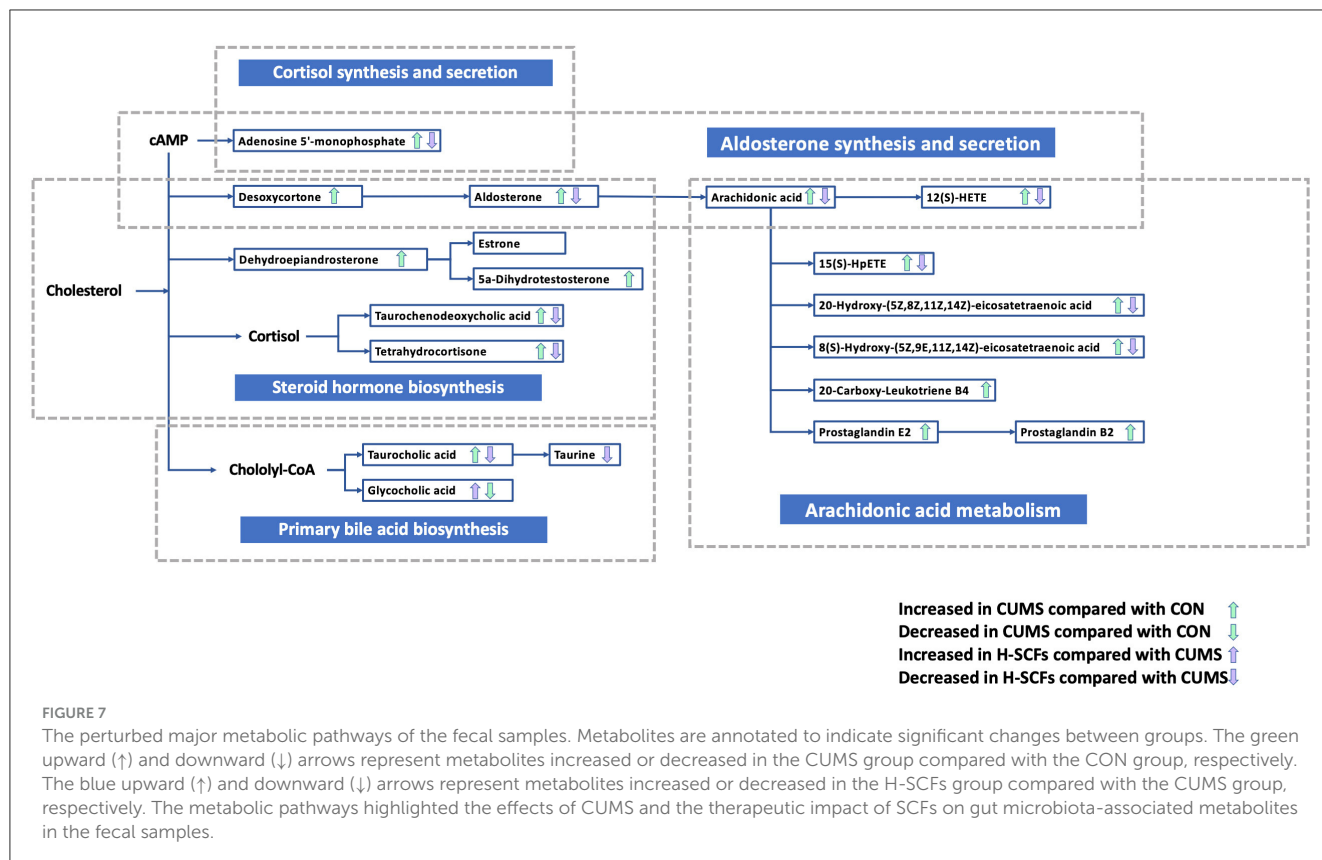 Cortisol synthesis and secretion
cAMP
Adenosine 5'-monophosphate ↑ ↓
Aldosterone synthesis and secretion
Desoxycortone ↑
Aldosterone ↑ ↓
Arachidonic acid ↑ ↓
12(S)-HETE ↑ ↓
Dehydroepiandrosterone ↑
Estrone
5a-Dihydrotestosterone ↑
15(S)-HpETE ↑ ↓
Cholesterol
20-Hydroxy-(5Z,8Z,11Z,14Z)-eicosatetraenoic acid ↑ ↓
Taurochenodeoxycholic acid ↑ ↓
Cortisol
Tetrahydrocortisone ↑ ↓
8(S)-Hydroxy-(5Z,9E,11Z,14Z)-eicosatetraenoic acid ↑ ↓
Steroid hormone biosynthesis
20-Carboxy-Leukotriene B4 ↑
Prostaglandin E2 ↑
Prostaglandin B2 ↑
Chololyl-CoA
Taurocholic acid ↑ ↓
Taurine ↓
Glycocholic acid ↑ ↓
Primary bile acid biosynthesis
Arachidonic acid metabolism
Increased in CUMS compared with CON ↑
Decreased in CUMS compared with CON ↓
Increased in H-SCFs compared with CUMS ↑
Decreased in H-SCFs compared with CUMS ↓
FIGURE 7
The perturbed major metabolic pathways of the fecal samples. Metabolites are annotated to indicate significant changes between groups. The green
upward (↑) and downward (↓) arrows represent metabolites increased or decreased in the CUMS group compared with the CON group, respectively.
The blue upward (↑) and downward (↓) arrows represent metabolites increased or decreased in the H-SCFs group compared with the CUMS group,
respectively. The metabolic pathways highlighted the effects of CUMS and the therapeutic impact of SCFs on gut microbiota-associated metabolites
in the fecal samples.